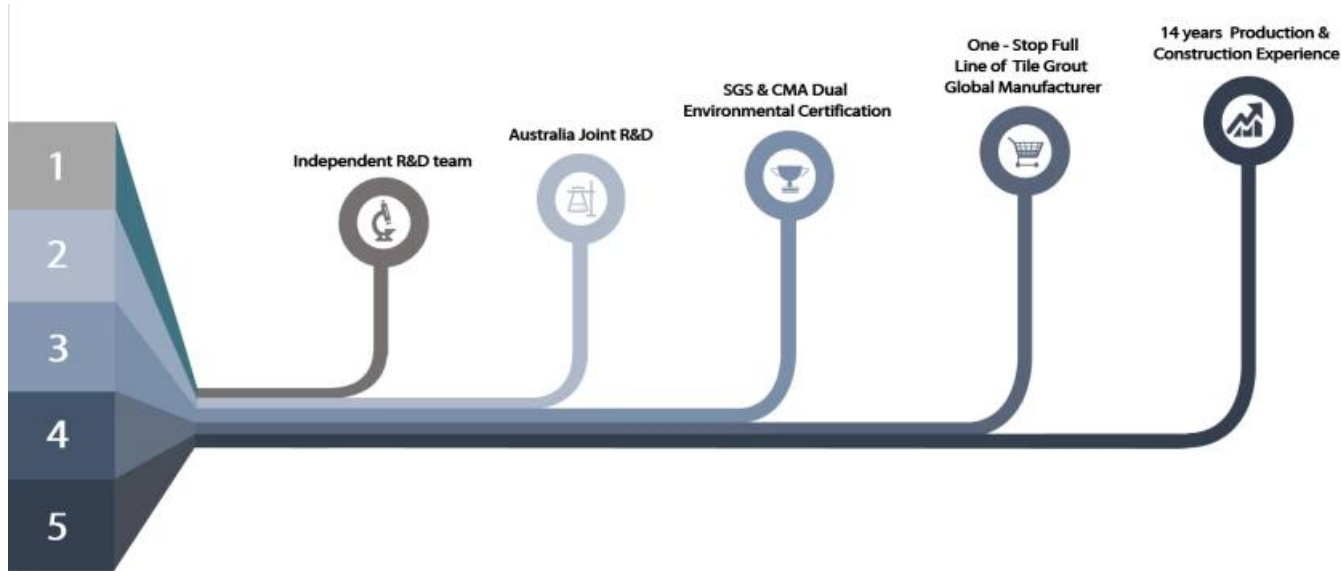 1
2
3
4
5
Independent R&D team
Australia Joint R&D
SGS & CMA Dual
Environmental Certification
One - Stop Full
Line of Tile Grout
Global Manufacturer
14 years Production &
Construction Experience